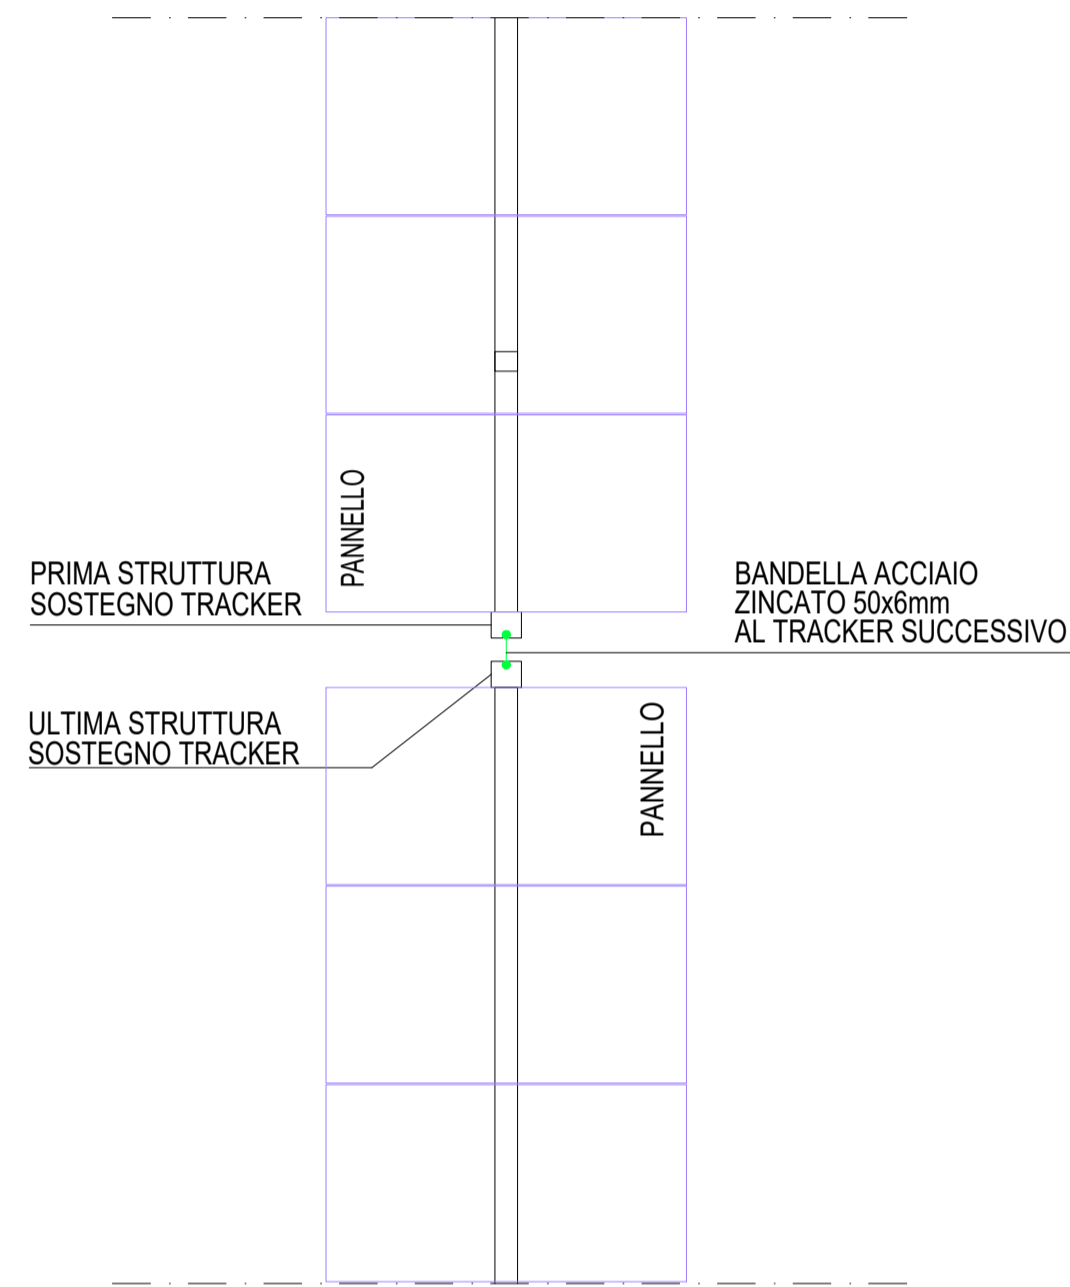 PANNELLO
PRIMA STRUTTURA
SOSTEGNO TRACKER
BANDELLA ACCIAIO
ZINCATO 50x6mm
AL TRACKER SUCCESSIVO
ULTIMA STRUTTURA
SOSTEGNO TRACKER
PANNELLO